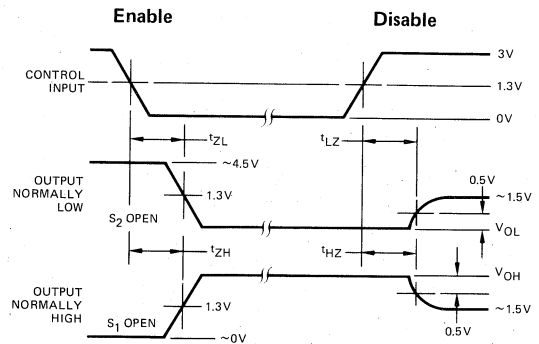 Enable
Disable
CONTROL
INPUT
3V
1.3V
0V
tZL
tLZ
~4.5V
OUTPUT
NORMALLY
LOW
1.3V
S2 OPEN
0.5V
~1.5V
VOL
tZH
tHZ
VOH
OUTPUT
NORMALLY
HIGH
1.3V
S1 OPEN
~0V
~1.5V
0.5V